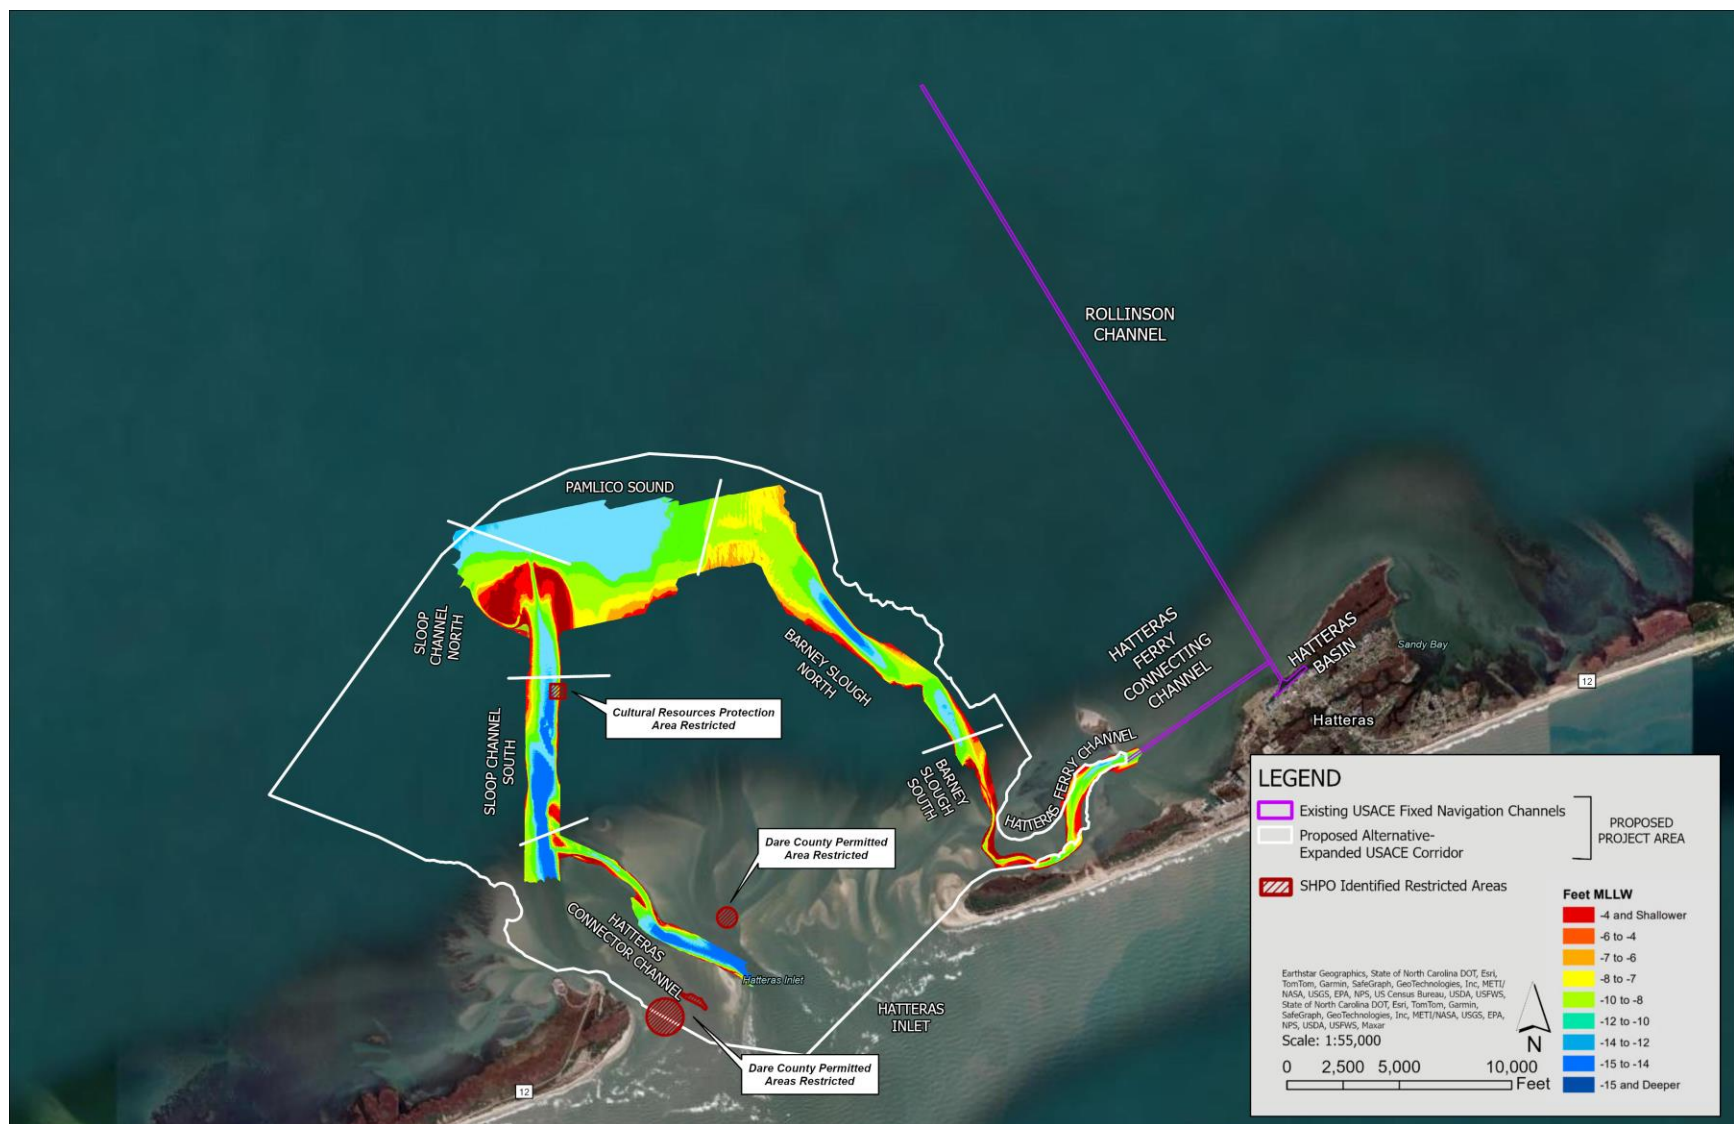 ROLLINSON
CHANNEL
PAMLICO SOUND
SLOOP
CHANNEL
NORTH
BARNEY SLOUGH
NORTH
HATTERAS
FERRY
CONNECTING
CHANNEL
HATTERAS
BASIN
Sandy Bay
12
Hatteras
Cultural Resources Protection
Area Restricted
SLOOP CHANNEL
SOUTH
BARNEY
SLOUGH
SOUTH
HATTERAS FERRY CHANNEL
Dare County Permitted
Area Restricted
HATTERAS
CONNECTOR CHANNEL
Hatteras Inlet
HATTERAS
INLET
Dare County Permitted
Areas Restricted
12
LEGEND
Existing USACE Fixed Navigation Channels
Proposed Alternative-
Expanded USACE Corridor
PROPOSED
PROJECT AREA
SHPO Identified Restricted Areas
Feet MLLW
-4 and Shallower
-6 to -4
-7 to -6
-8 to -7
-10 to -8
-12 to -10
-14 to -12
-15 to -14
-15 and Deeper
Earthstar Geographics, State of North Carolina DOT, Esri,
TomTom, Garmin, SafeGraph, GeoTechnologies, Inc, METI/
NASA, USGS, EPA, NPS, US Census Bureau, USDA, USFWS,
State of North Carolina DOT, Esri, TomTom, Garmin,
SafeGraph, GeoTechnologies, Inc, METI/NASA, USGS, EPA,
NPS, USDA, USFWS, Maxar
Scale: 1:55,000
N
0 2,500 5,000 10,000
Feet